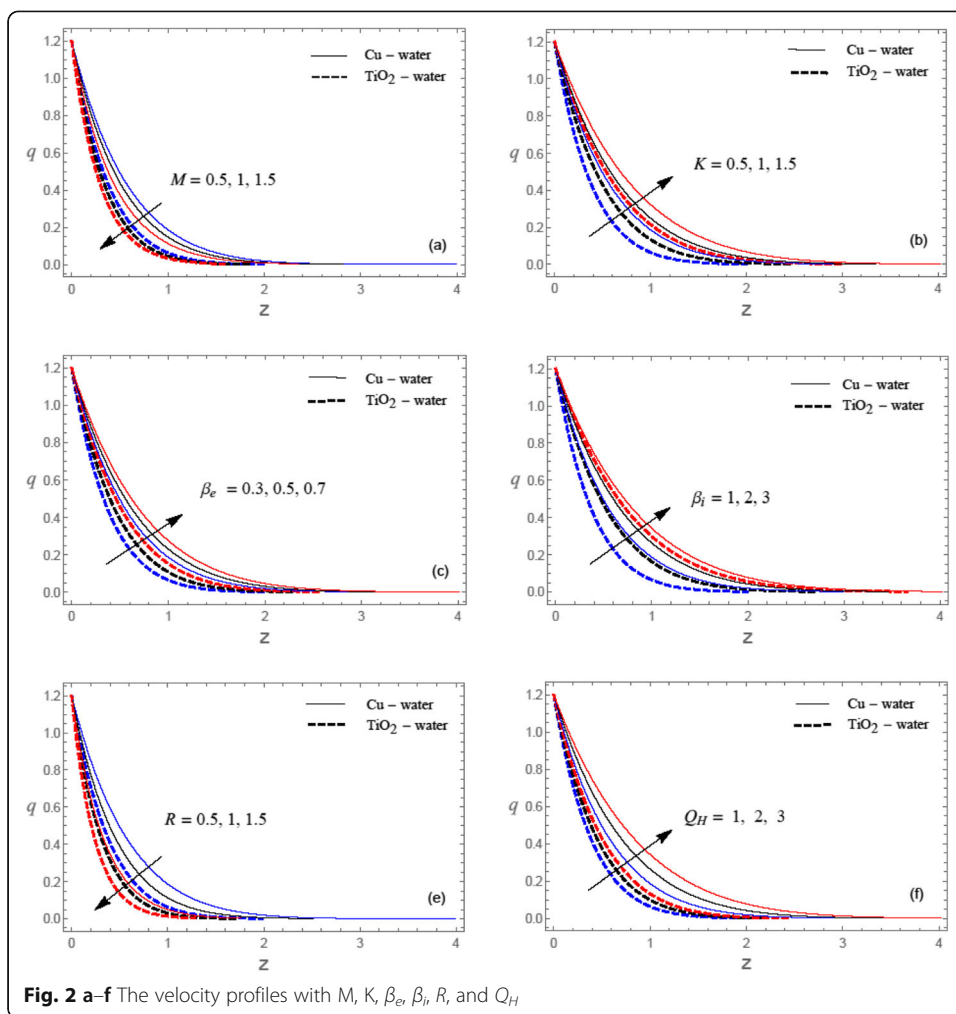 1.2
1.0
0.8
0.6
0.4
0.2
0.0
q
Cu – water
TiO₂ – water
M = 0.5, 1, 1.5
(a)
0 1 2 3 4
z
1.2
1.0
0.8
0.6
0.4
0.2
0.0
q
Cu – water
TiO₂ – water
K = 0.5, 1, 1.5
(b)
0 1 2 3 4
z
1.2
1.0
0.8
0.6
0.4
0.2
0.0
q
Cu – water
TiO₂ – water
βₑ = 0.3, 0.5, 0.7
(c)
0 1 2 3 4
z
1.2
1.0
0.8
0.6
0.4
0.2
0.0
q
Cu – water
TiO₂ – water
βᵢ = 1, 2, 3
0 1 2 3 4
z
1.2
1.0
0.8
0.6
0.4
0.2
0.0
q
Cu – water
TiO₂ – water
R = 0.5, 1, 1.5
(e)
0 1 2 3 4
z
1.2
1.0
0.8
0.6
0.4
0.2
0.0
q
Cu – water
TiO₂ – water
Q_H = 1, 2, 3
(f)
0 1 2 3 4
z
Fig. 2 a–f The velocity profiles with M, K, βₑ, βᵢ, R, and Q_H